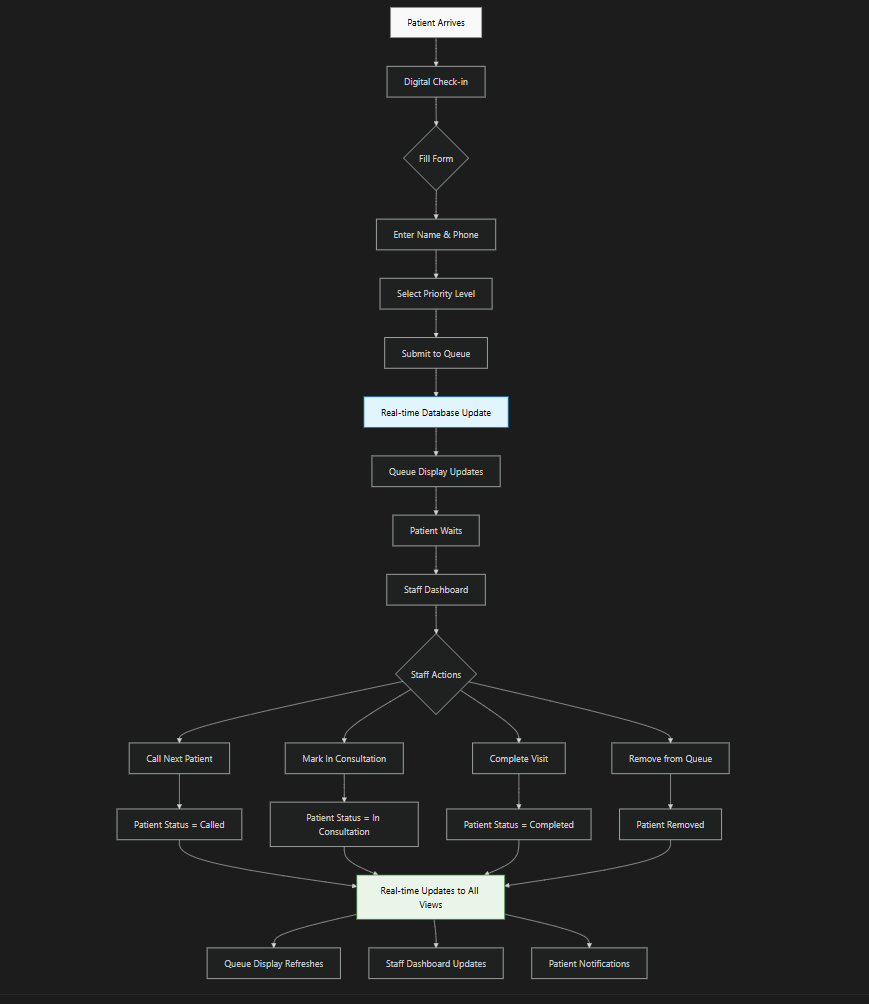 Patient Arrives
Digital Check-in
Fill Form
Enter Name & Phone
Select Priority Level
Submit to Queue
Real-time Database Update
Queue Display Updates
Patient Waits
Staff Dashboard
Staff Actions
Call Next Patient
Mark In Consultation
Complete Visit
Remove from Queue
Patient Status = Called
Patient Status = In
Consultation
Patient Status = Completed
Patient Removed
Real-time Updates to All
Views
Queue Display Refreshes
Staff Dashboard Updates
Patient Notifications